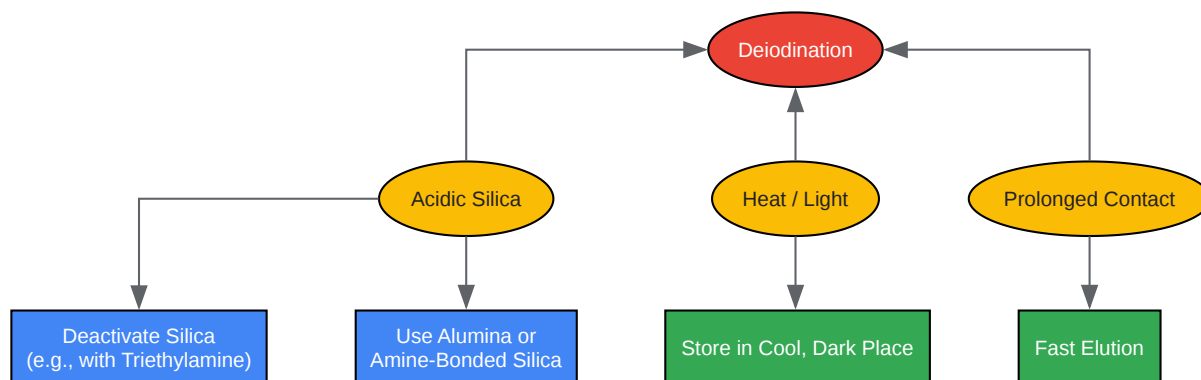 Deiodination
Acidic Silica
Heat / Light
Prolonged Contact
Deactivate Silica
(e.g., with Triethylamine)
Use Alumina or
Amine-Bonded Silica
Store in Cool, Dark Place
Fast Elution